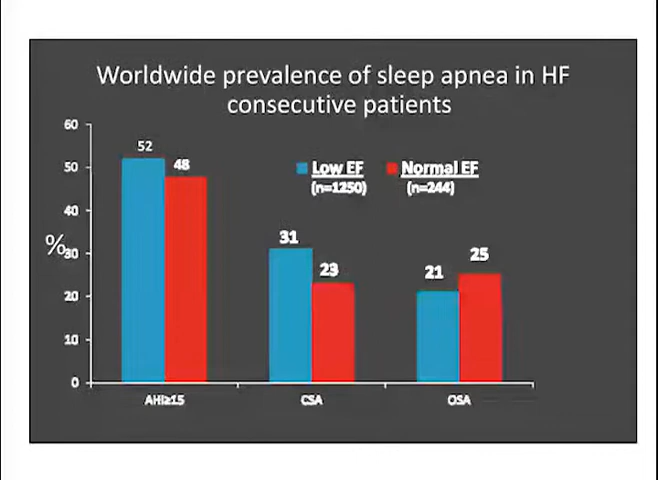 Worldwide prevalence of sleep apnea in HF
consecutive patients
60
50
40
30
20
10
0
%
52
48
31
23
21
25
Low EF
(n=1250)
Normal EF
(n=244)
AHI≥15
CSA
OSA